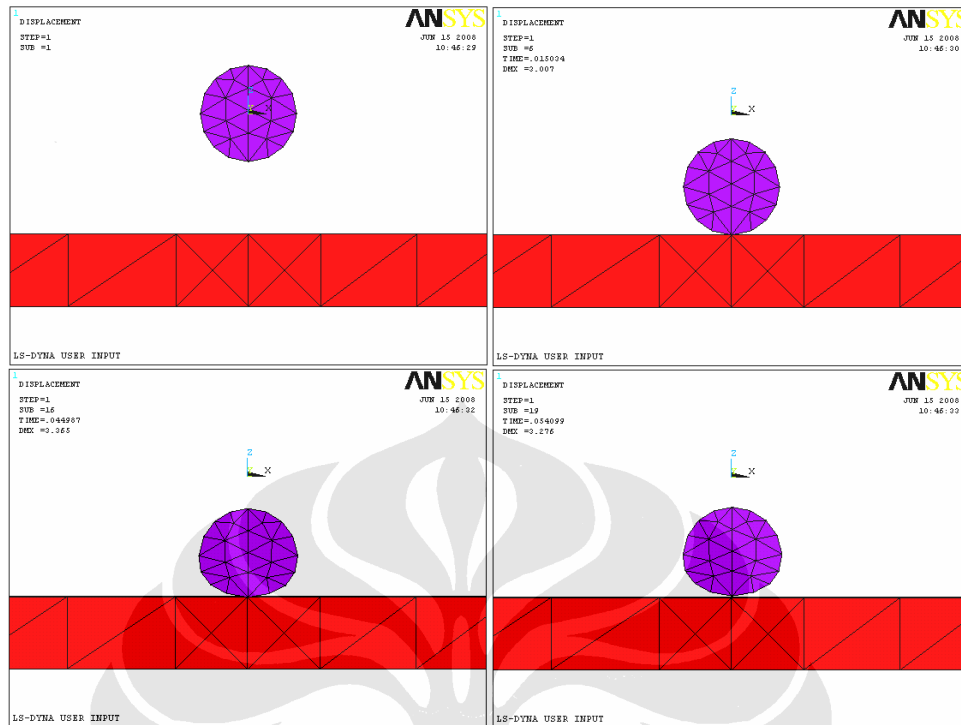 1
DISPLACEMENT
STEP=1
SUB =1
ANSYS
JUN 15 2008
10:46:29
Z
Y
X
LS-DYNA USER INPUT
1
DISPLACEMENT
STEP=1
SUB =6
TIME=.015034
DMX =3.007
ANSYS
JUN 15 2008
10:46:30
Z
Y
X
1
DISPLACEMENT
STEP=1
SUB =16
TIME=.044987
DMX =3.365
ANSYS
JUN 15 2008
10:46:32
Z
Y
X
LS-DYNA USER INPUT
1
DISPLACEMENT
STEP=1
SUB =19
TIME=.054099
DMX =3.276
ANSYS
JUN 15 2008
10:46:33
Z
Y
X
LS-DYNA USER INPUT